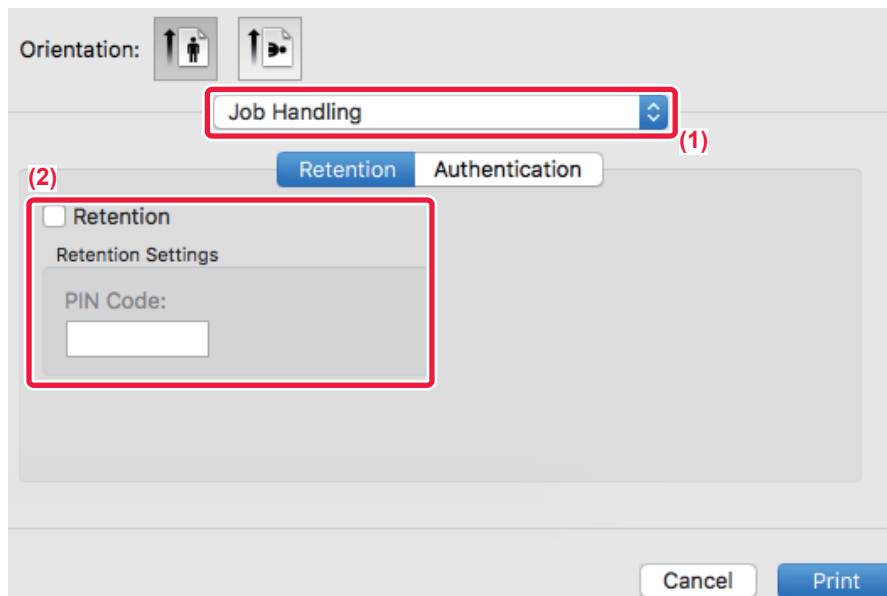 Orientation:
Job Handling
(1)
Retention Authentication
(2)
Retention
Retention Settings
PIN Code:
Cancel Print